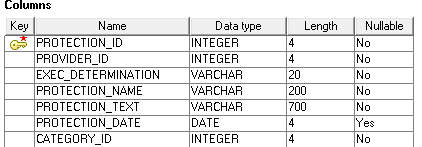 Columns
Key Name Data type Length Nullable
PROTECTION_ID INTEGER 4 No
PROVIDER_ID INTEGER 4 No
EXEC_DETERMINATION VARCHAR 20 No
PROTECTION_NAME VARCHAR 200 No
PROTECTION_TEXT VARCHAR 700 No
PROTECTION_DATE DATE 4 Yes
CATEGORY_ID INTEGER 4 No